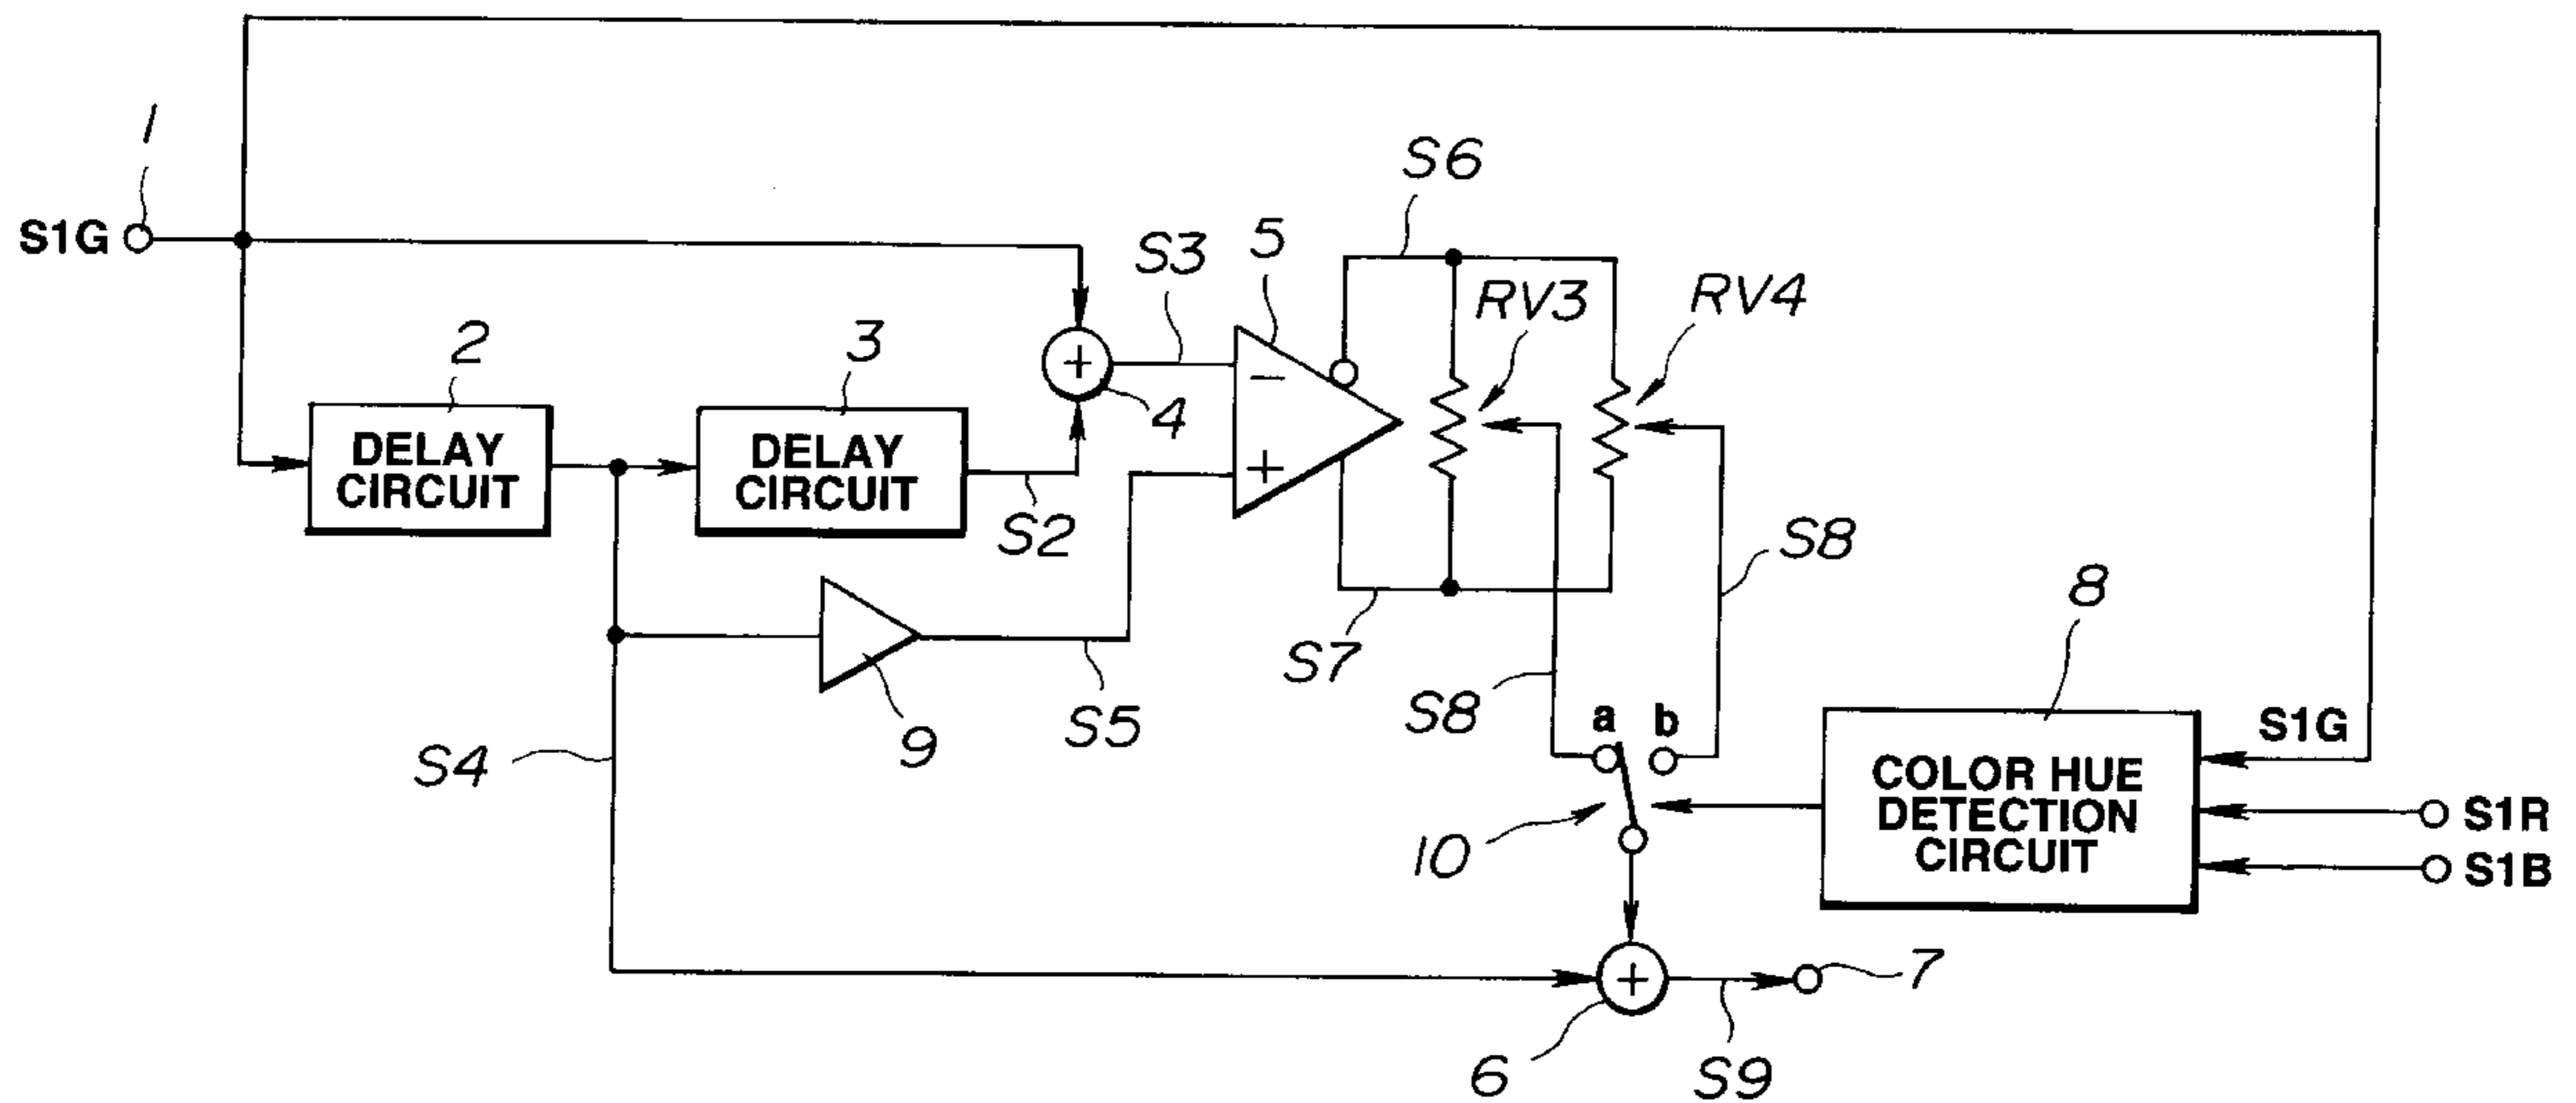 1
S1G
S6
S3
5
RV3
RV4
2
3
+
4
−
+
DELAY
CIRCUIT
DELAY
CIRCUIT
S2
S8
8
S7
S8
a
b
S1G
9
S5
S4
COLOR HUE
DETECTION
CIRCUIT
S1R
S1B
10
+
7
6
S9